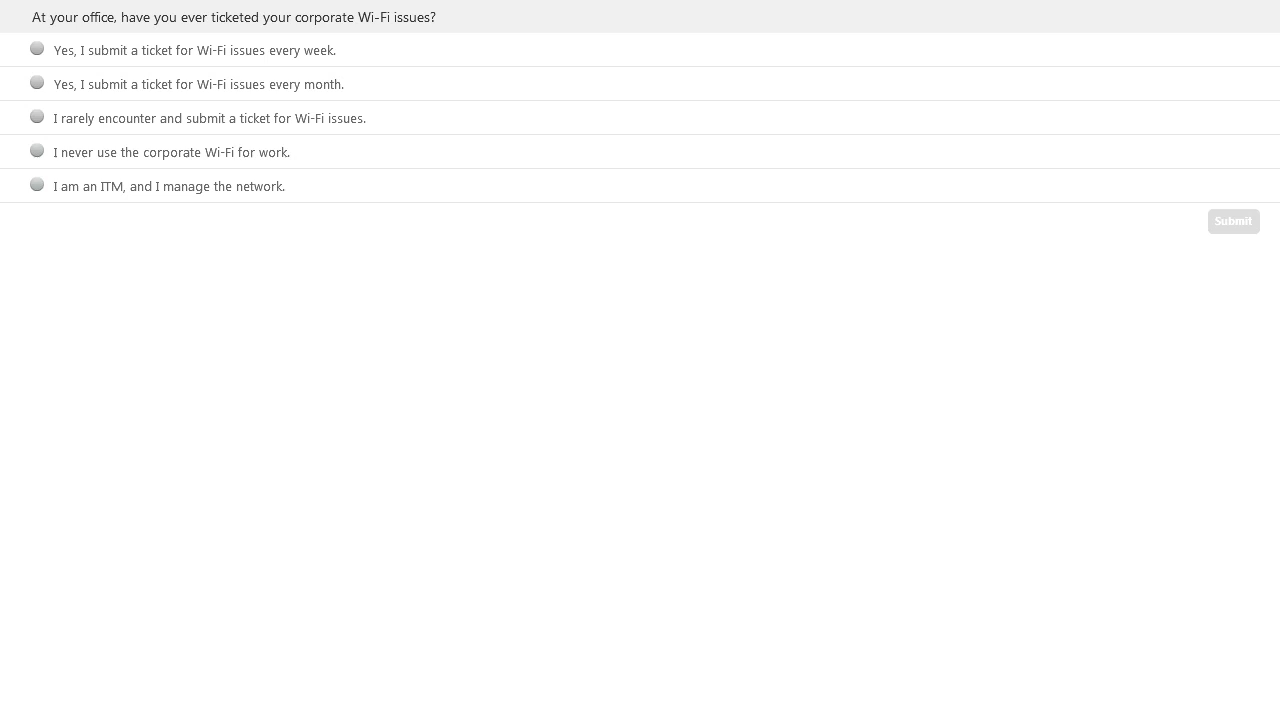 At your office, have you ever ticketed your corporate Wi-Fi issues?
Yes, I submit a ticket for Wi-Fi issues every week.
Yes, I submit a ticket for Wi-Fi issues every month.
I rarely encounter and submit a ticket for Wi-Fi issues.
I never use the corporate Wi-Fi for work.
I am an ITM, and I manage the network.
Submit